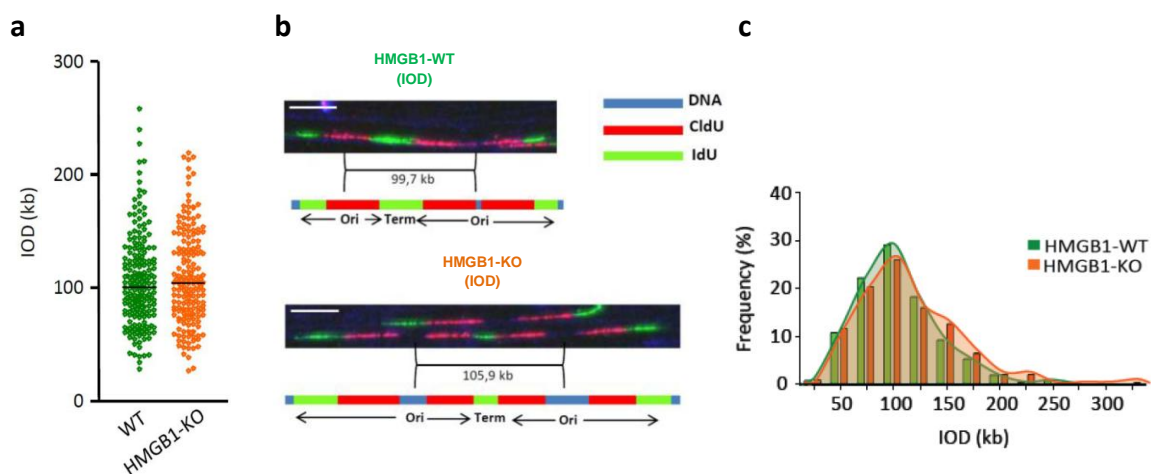 a
300
200
100
0
IOD (kb)
WT
HMGB1-KO
b
HMGB1-WT
(IOD)
99,7 kb
Ori Term Ori
DNA
CldU
IdU
HMGB1-KO
(IOD)
105,9 kb
Ori Term Ori
c
40
30
20
10
0
Frequency (%)
HMGB1-WT
HMGB1-KO
50 100 150 200 250 300
IOD (kb)